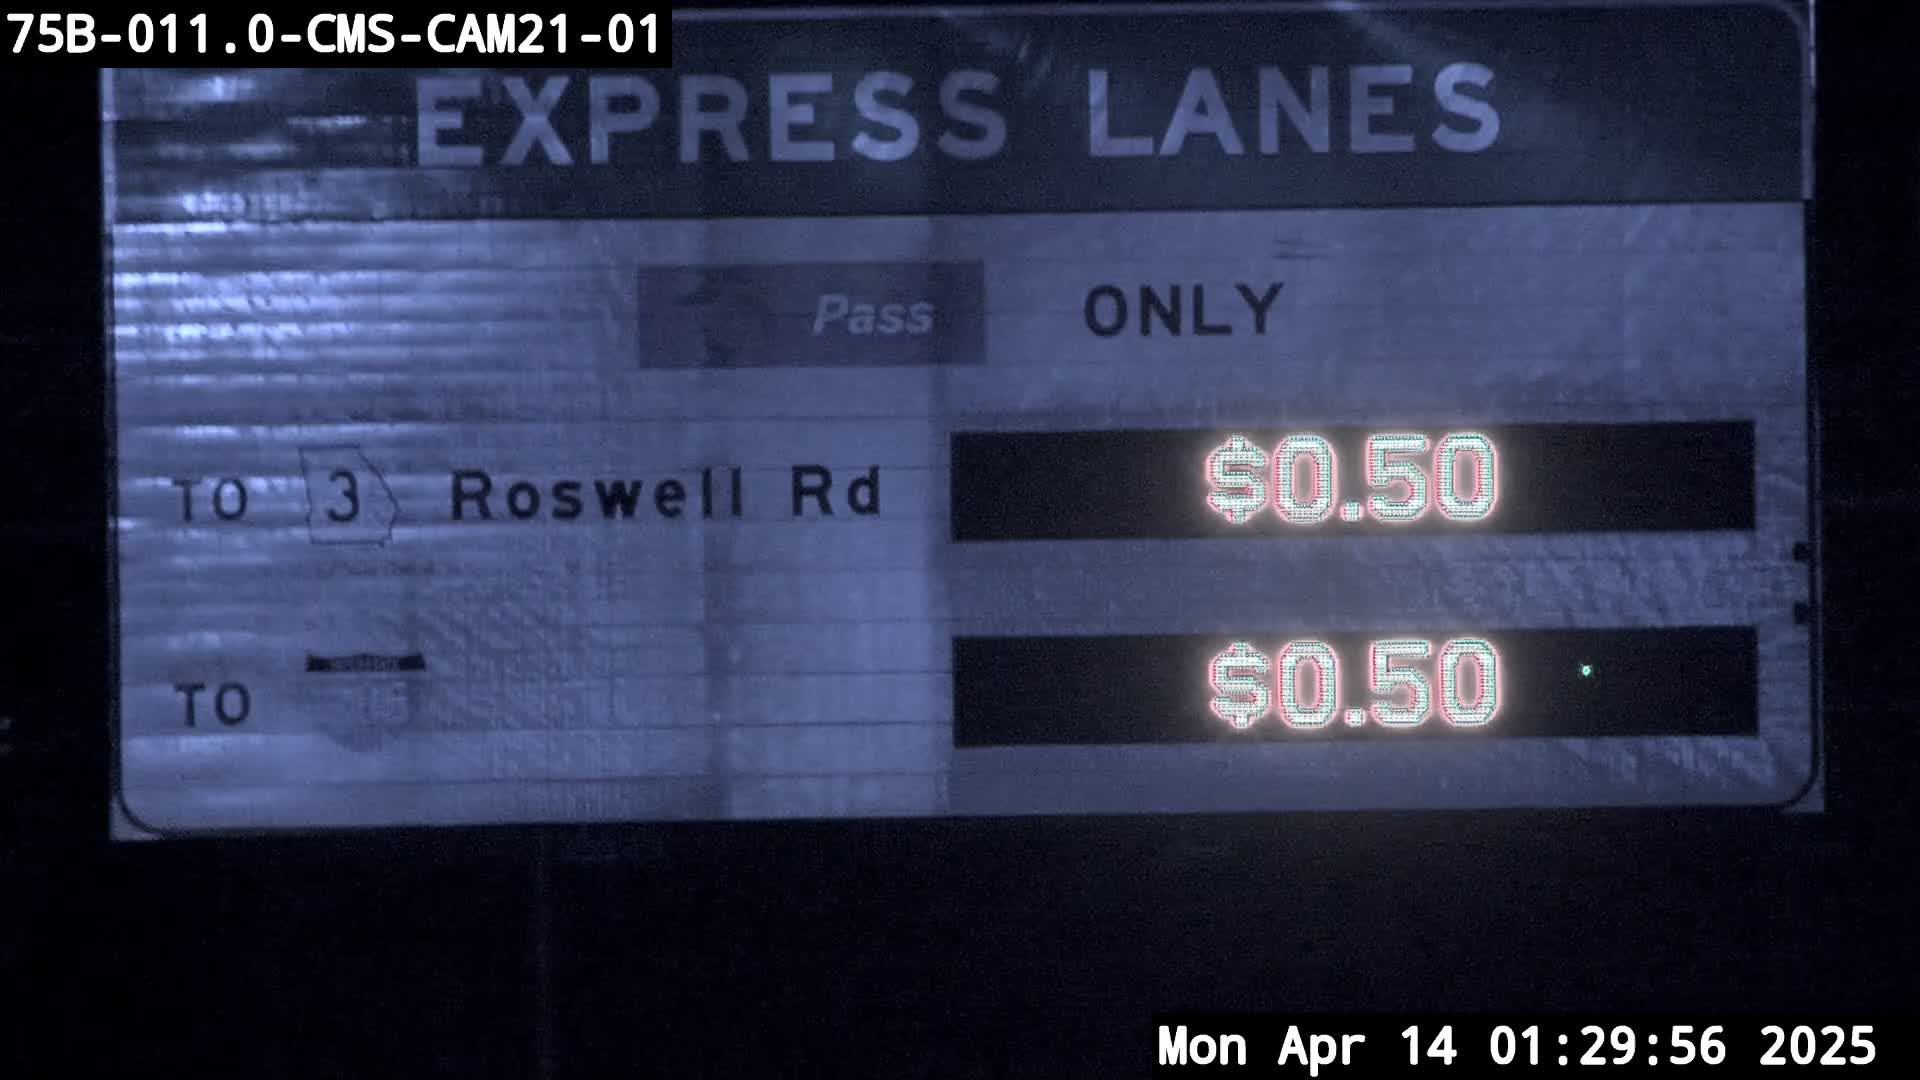 75B-011.0-CMS-CAM21-01
EXPRESS LANES
Pass ONLY
TO 3 Roswell Rd $0.50
TO $0.50
Mon Apr 14 01:29:56 2025